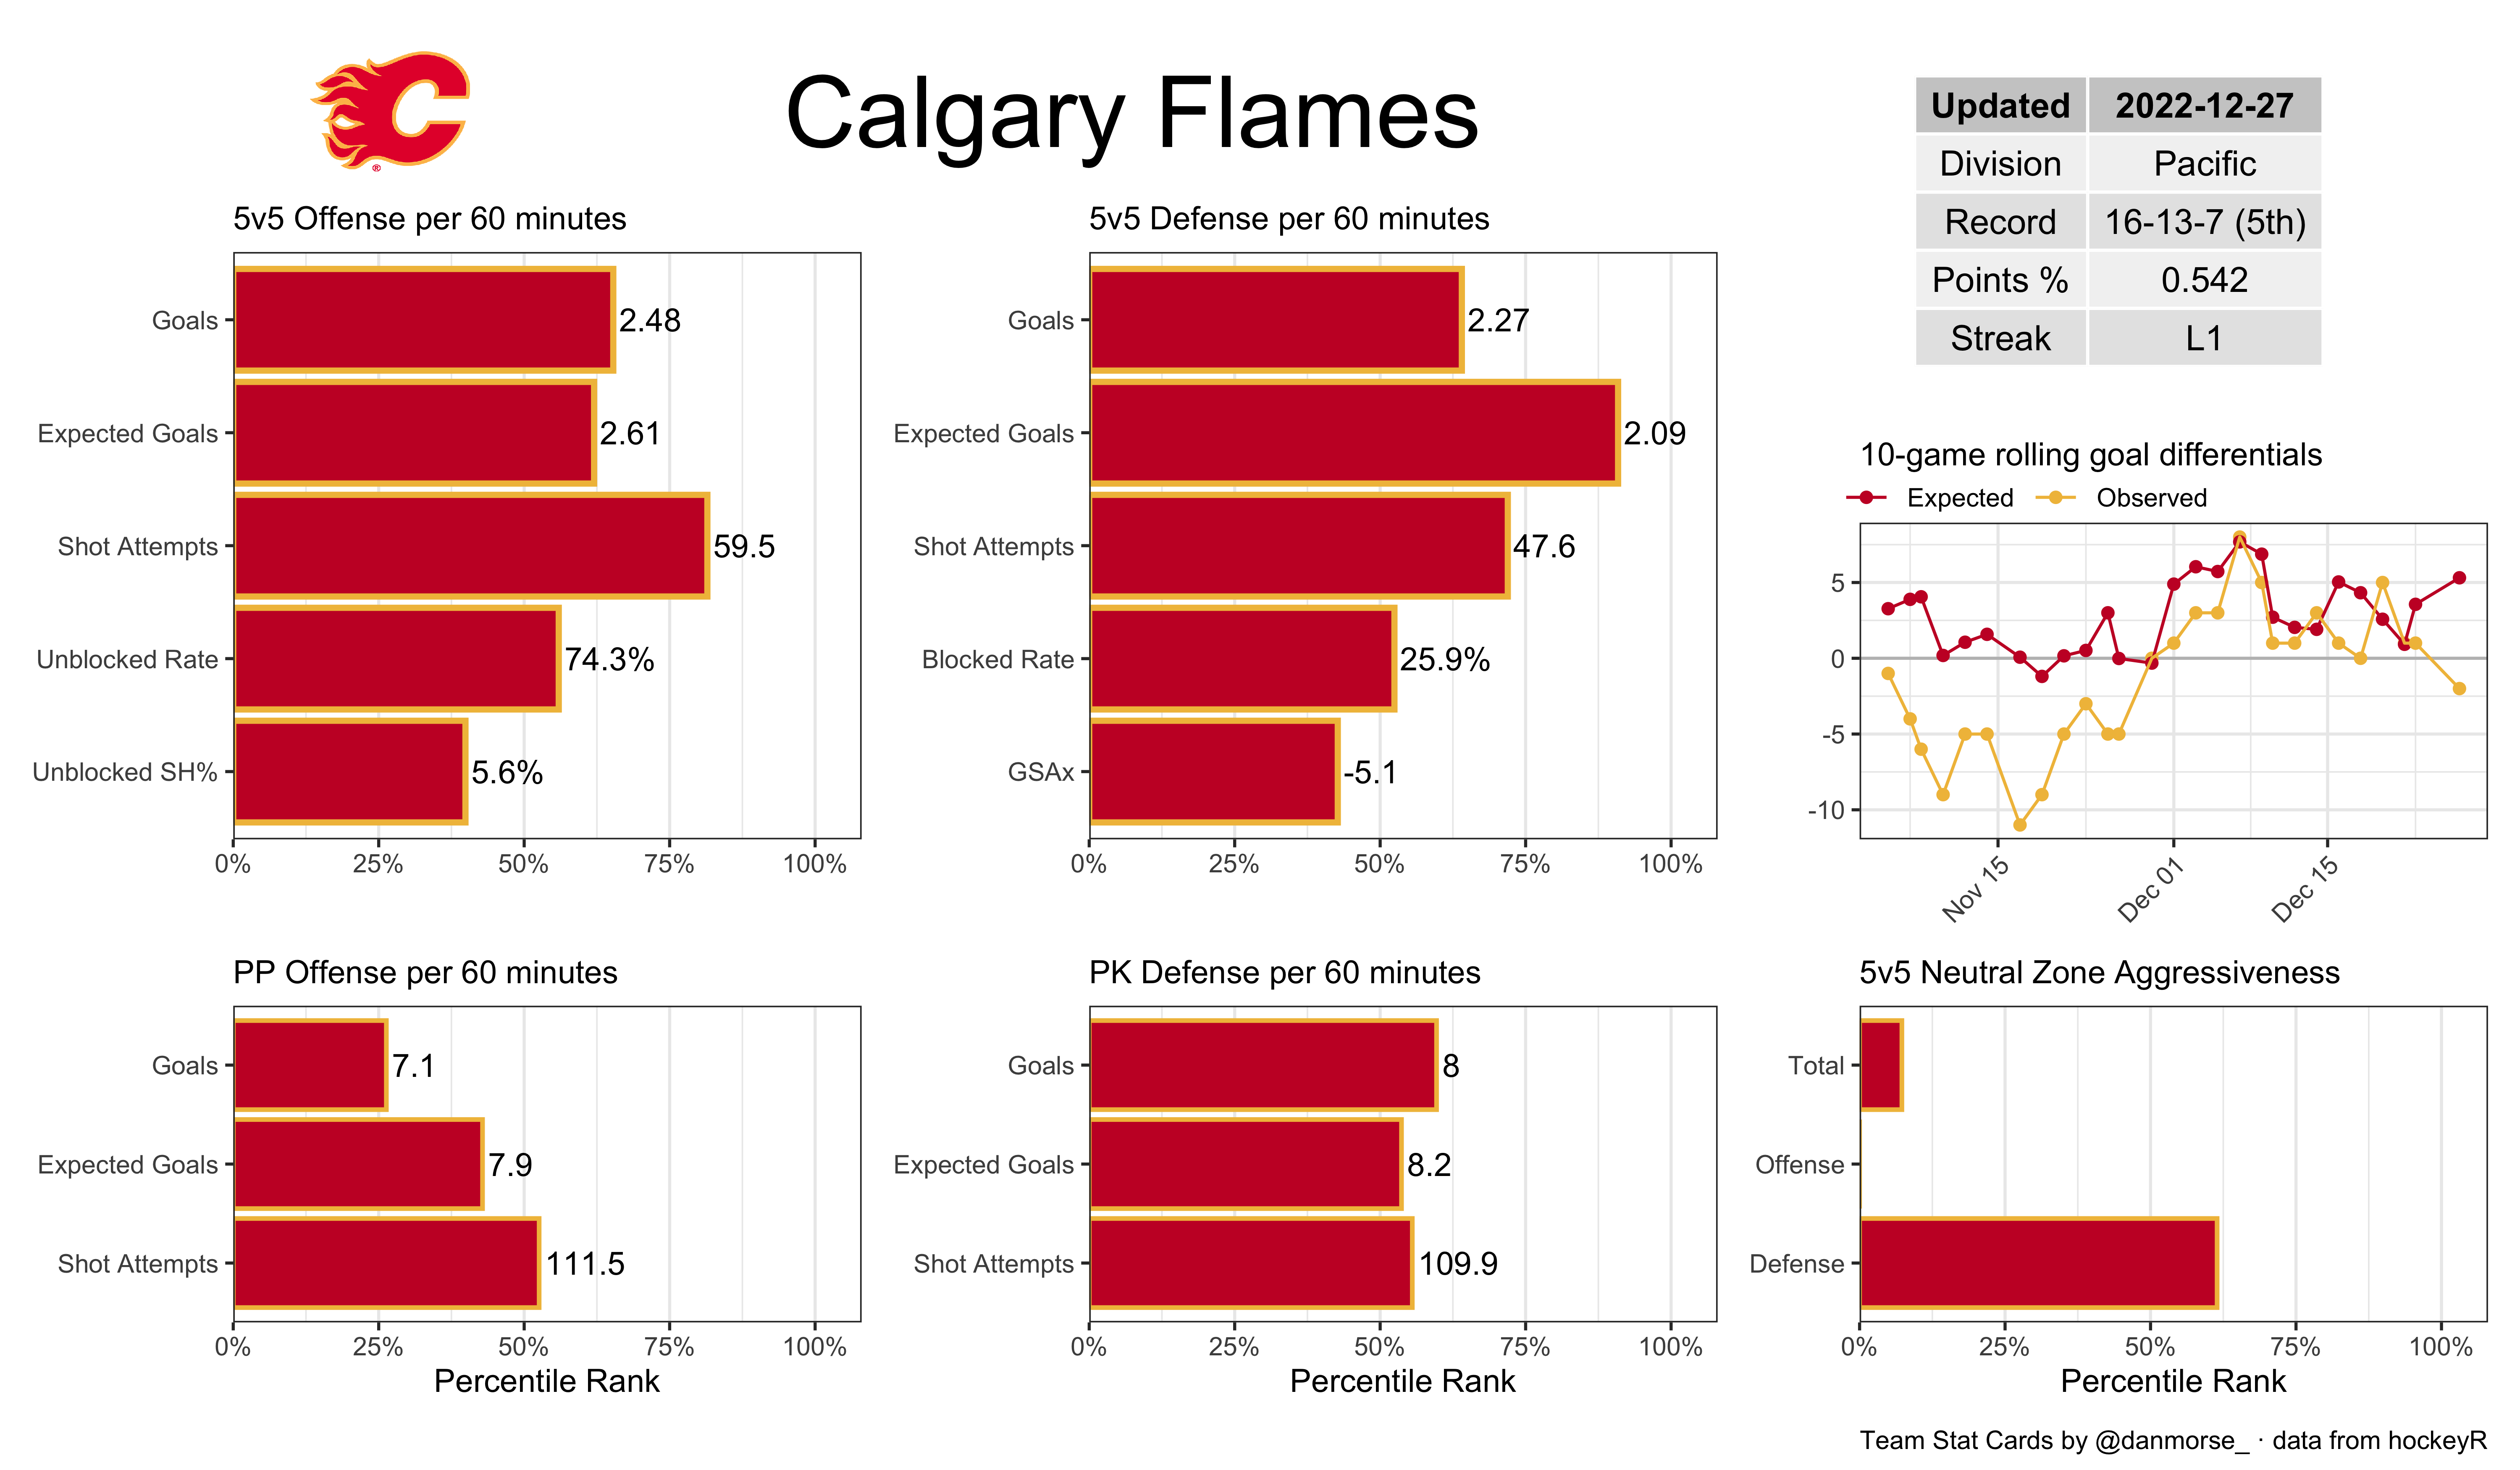 Calgary Flames
Updated 2022-12-27
Division Pacific
Record 16-13-7 (5th)
Points % 0.542
Streak L1
5v5 Offense per 60 minutes
Goals 2.48
Expected Goals 2.61
Shot Attempts 59.5
Unblocked Rate 74.3%
Unblocked SH% 5.6%
0% 25% 50% 75% 100%
5v5 Defense per 60 minutes
Goals 2.27
Expected Goals 2.09
Shot Attempts 47.6
Blocked Rate 25.9%
GSAx -5.1
0% 25% 50% 75% 100%
10-game rolling goal differentials
Expected Observed
5
0
-5
-10
Nov 15 Dec 01 Dec 15
PP Offense per 60 minutes
Goals 7.1
Expected Goals 7.9
Shot Attempts 111.5
0% 25% 50% 75% 100%
Percentile Rank
PK Defense per 60 minutes
Goals 8
Expected Goals 8.2
Shot Attempts 109.9
0% 25% 50% 75% 100%
Percentile Rank
5v5 Neutral Zone Aggressiveness
Total
Offense
Defense
0% 25% 50% 75% 100%
Percentile Rank
Team Stat Cards by @danmorse_ · data from hockeyR